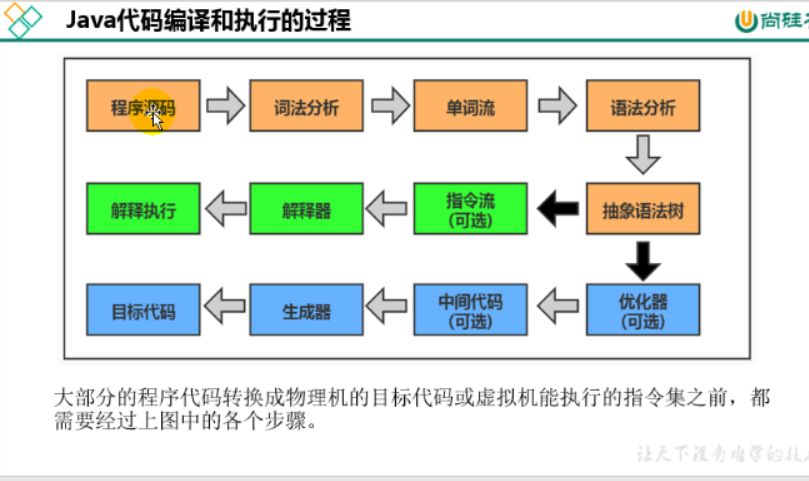 Java代码编译和执行的过程
尚硅
程序源码
词法分析
单词流
语法分析
解释执行
解释器
指令流
(可选)
抽象语法树
目标代码
生成器
中间代码
(可选)
优化器
(可选)
大部分的程序代码转换成物理机的目标代码或虚拟机能执行的指令集之前，都
需要经过上图中的各个步骤。
让天下没有难学的技